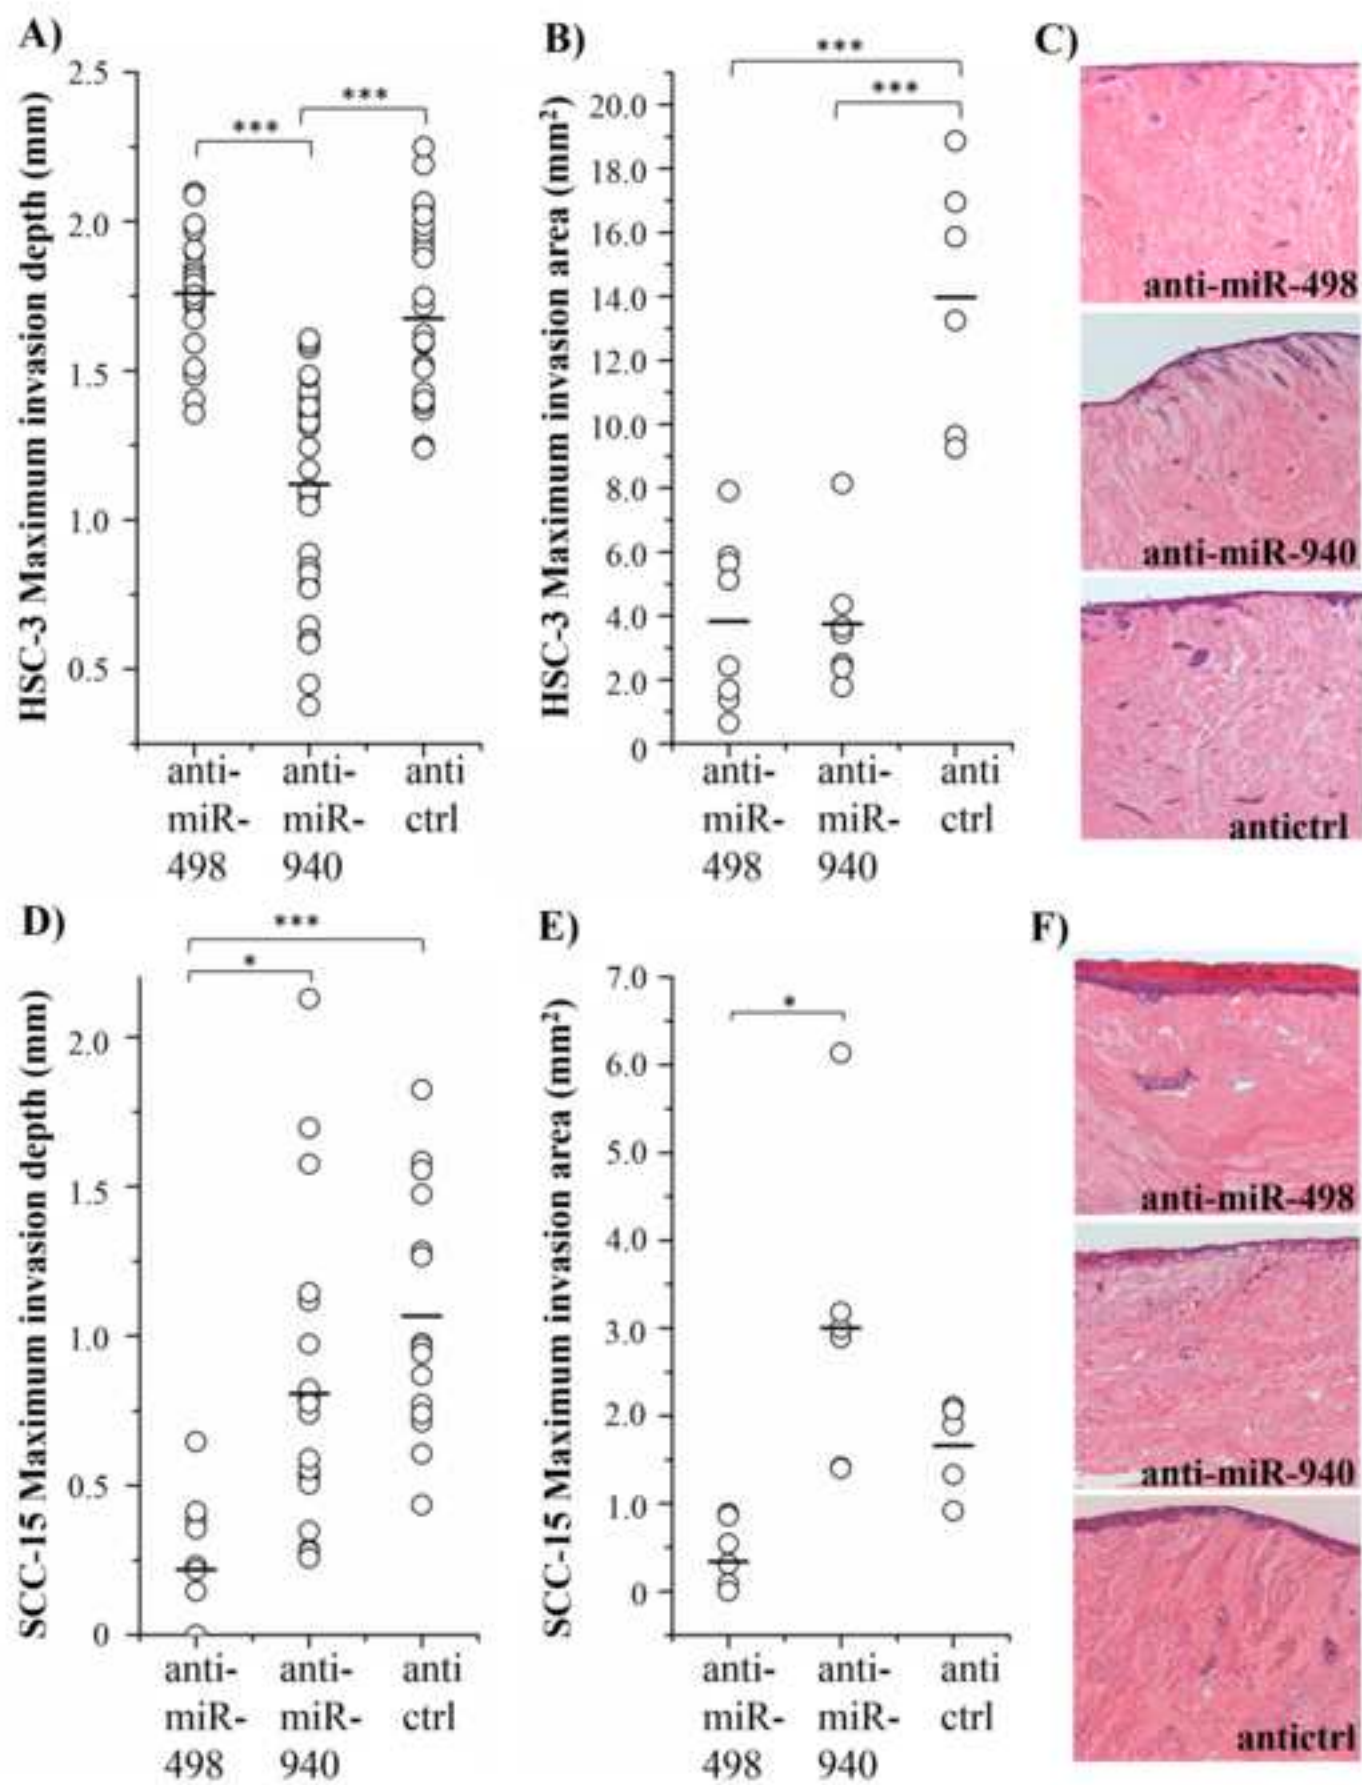 A)
HSC-3 Maximum invasion depth (mm)
2.5
2.0
1.5
1.0
0.5
***
***
anti-
miR-
498
anti-
miR-
940
anti
ctrl
B)
HSC-3 Maximum invasion area (mm²)
20.0
18.0
16.0
14.0
12.0
10.0
8.0
6.0
4.0
2.0
0
***
***
anti-
miR-
498
anti-
miR-
940
anti
ctrl
C)
anti-miR-498
anti-miR-940
antictrl
D)
SCC-15 Maximum invasion depth (mm)
2.0
1.5
1.0
0.5
0
***
*
anti-
miR-
498
anti-
miR-
940
anti
ctrl
E)
SCC-15 Maximum invasion area (mm²)
7.0
6.0
5.0
4.0
3.0
2.0
1.0
0
*
anti-
miR-
498
anti-
miR-
940
anti
ctrl
F)
anti-miR-498
anti-miR-940
antictrl